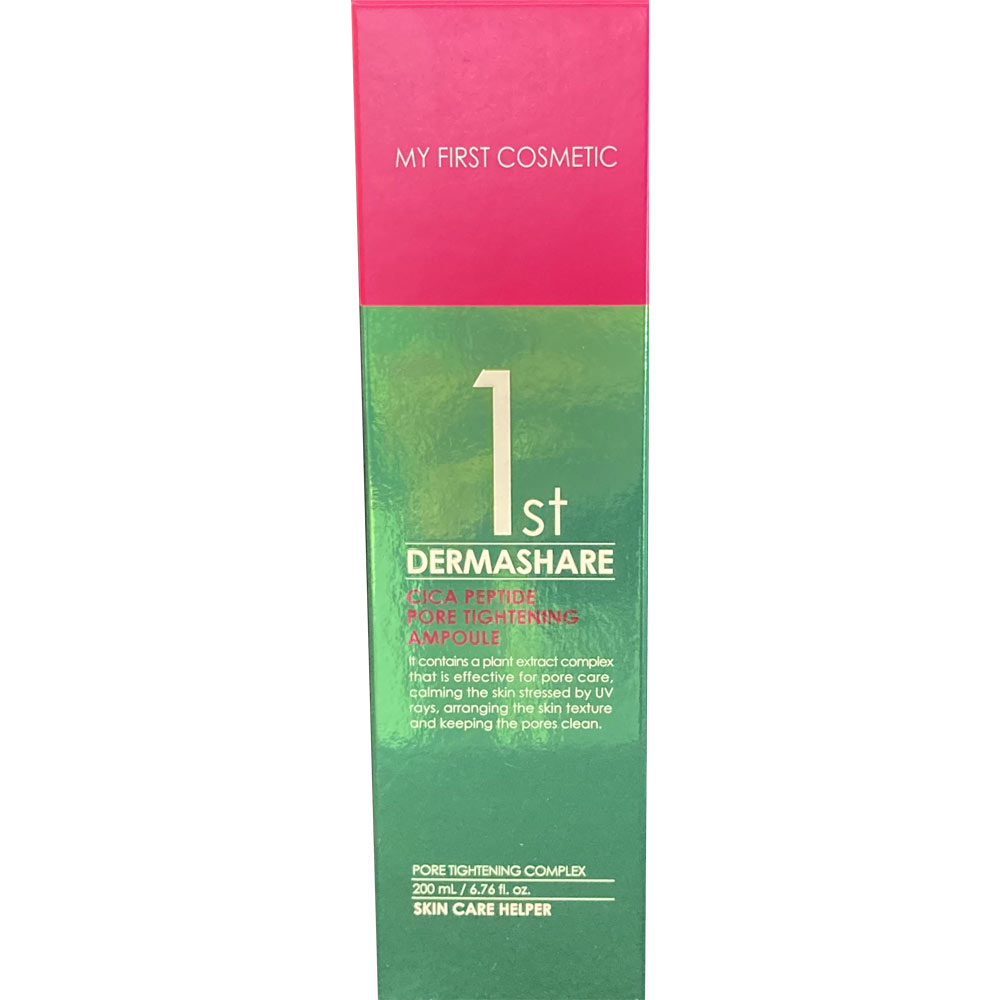 MY FIRST COSMETIC
1st
DERMASHARE
CICA PEPTIDE
PORE TIGHTENING
AMPOULE
It contains a plant extract complex
that is effective for pore care,
calming the skin stressed by UV
rays, arranging the skin texture
and keeping the pores clean.
PORE TIGHTENING COMPLEX
200 mL / 6.76 fl. oz.
SKIN CARE HELPER